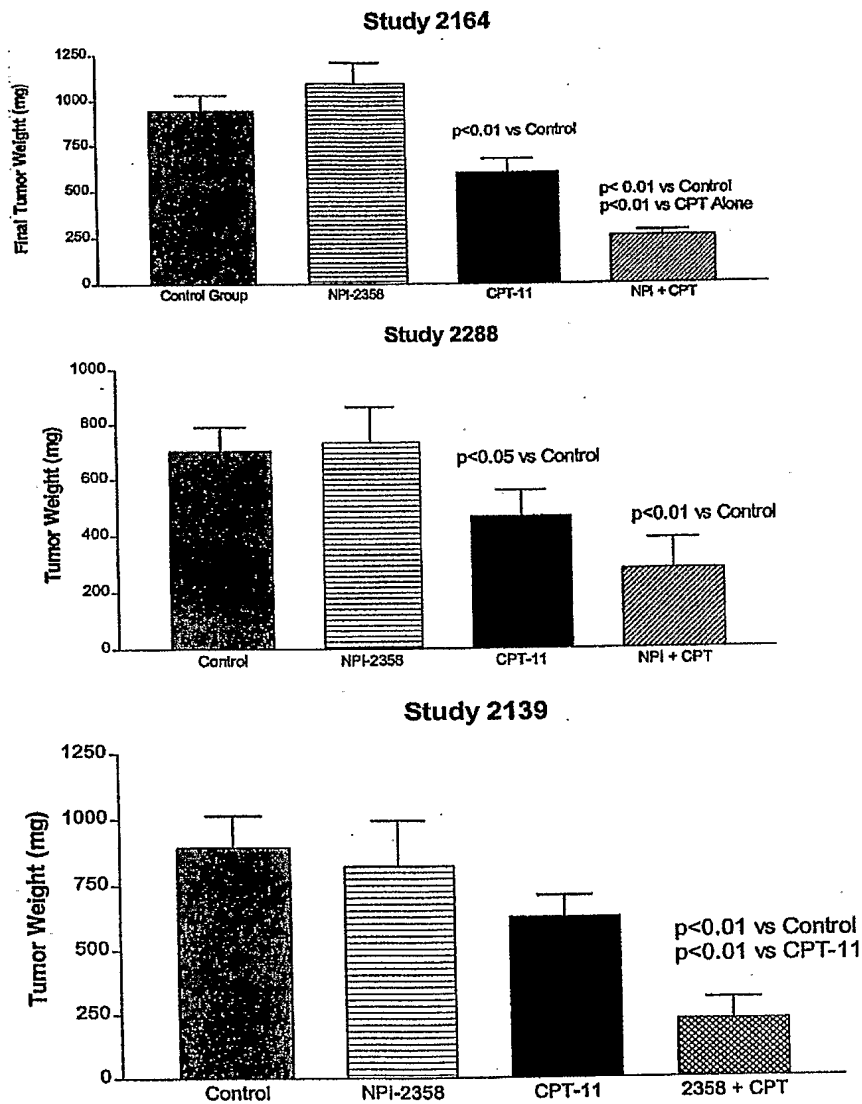 Study 2164
Final Tumor Weight (mg)
1250
1000
750
500
250
0
p<0.01 vs Control
p< 0.01 vs Control
p<0.01 vs CPT Alone
Control Group
NPI-2358
CPT-11
NPI + CPT
Study 2288
Tumor Weight (mg)
1000
800
600
400
200
0
p<0.05 vs Control
p<0.01 vs Control
Control
NPI-2358
CPT-11
NPI + CPT
Study 2139
Tumor Weight (mg)
1250
1000
750
500
250
0
p<0.01 vs Control
p<0.01 vs CPT-11
Control
NPI-2358
CPT-11
2358 + CPT